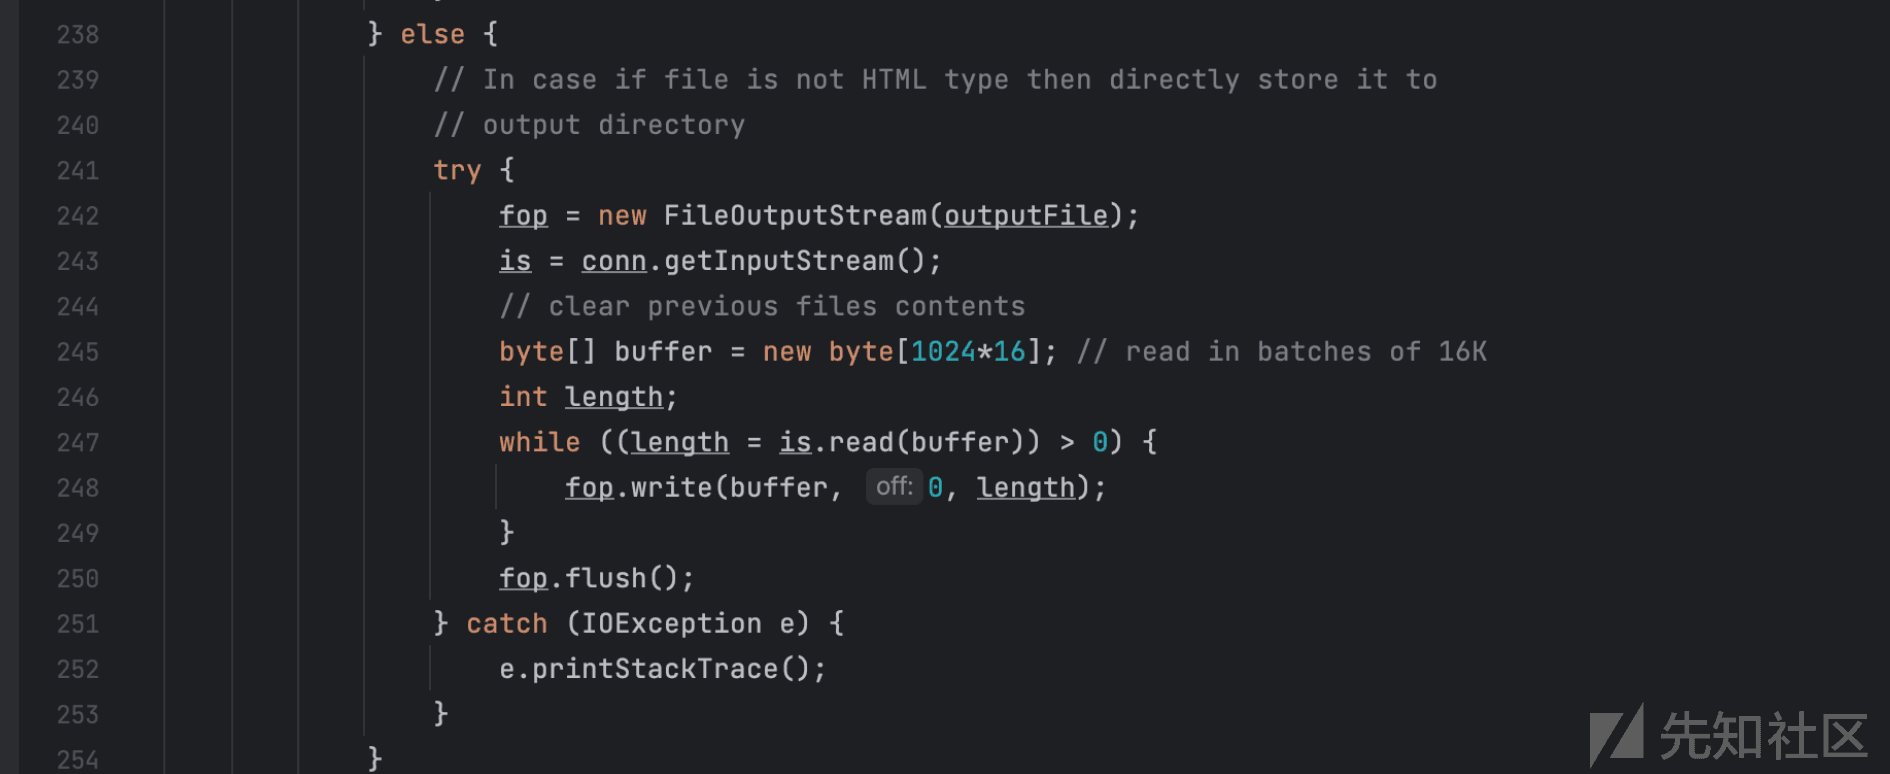 238 } else {
239 // In case if file is not HTML type then directly store it to
240 // output directory
241 try {
242 fop = new FileOutputStream(outputFile);
243 is = conn.getInputStream();
244 // clear previous files contents
245 byte[] buffer = new byte[1024*16]; // read in batches of 16K
246 int length;
247 while ((length = is.read(buffer)) > 0) {
248 fop.write(buffer, off: 0, length);
249 }
250 fop.flush();
251 } catch (IOException e) {
252 e.printStackTrace();
253 }
254 }
先知社区